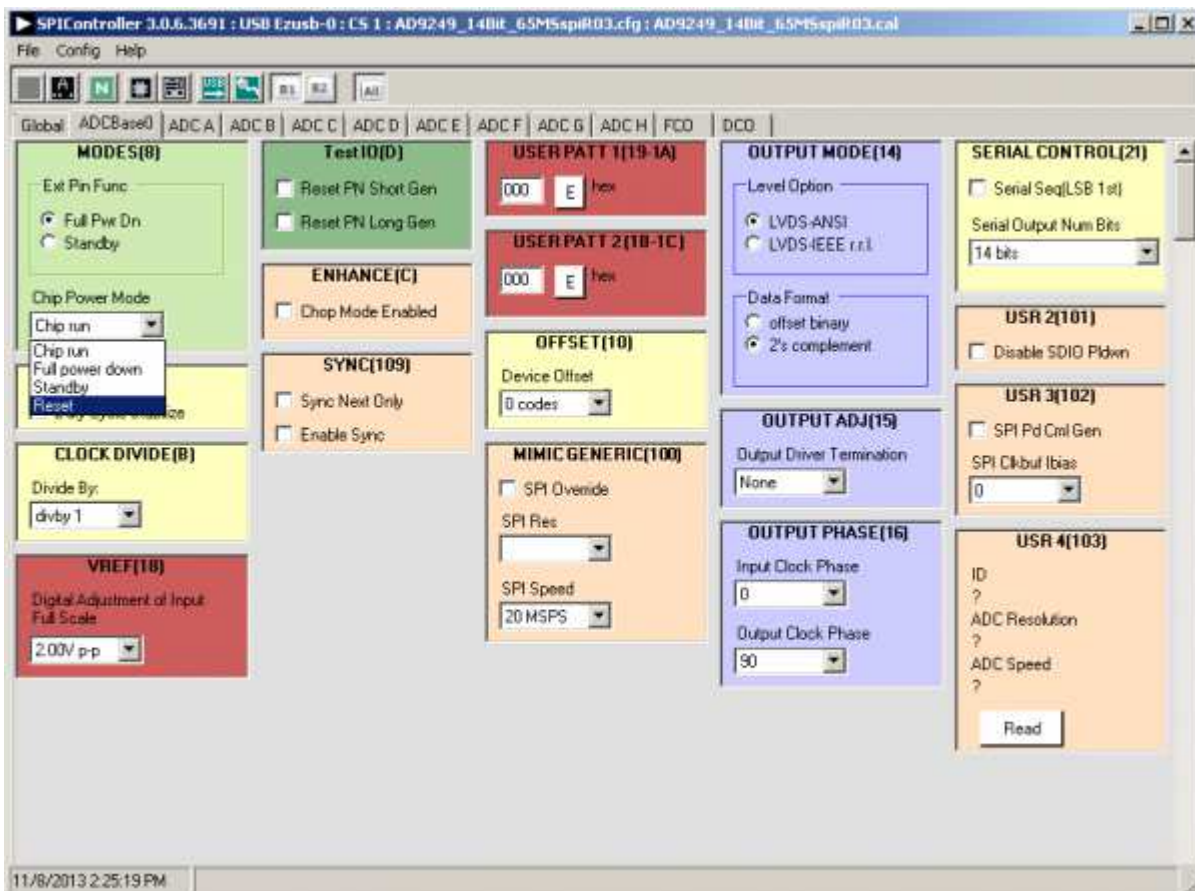 SPIController 3.0.6.3691 : USB Ezusb-0 : CS 1 : AD9249_14Bit_65MSspiR03.cfg : AD9249_14Bit_65MSspiR03.cal
File Config Help
R1 R2 All
Global ADCBase0 ADC A ADC B ADC C ADC D ADC E ADC F ADC G ADC H FCO DCO
MODES(8)
Ext Pin Func
Full Pwr Dn
Standby
Chip Power Mode
Chip run
Chip run
Full power down
Standby
Reset
CLOCK DIVIDE(B)
Divide By:
divby 1
VREF(18)
Digital Adjustment of Input
Full Scale
2.00V p-p
Test IO(D)
Reset PN Short Gen
Reset PN Long Gen
ENHANCE(C)
Chop Mode Enabled
SYNC(109)
Sync Next Only
Enable Sync
USER PATT 1(19-1A)
000 E hex
USER PATT 2(1B-1C)
000 E hex
OFFSET(10)
Device Offset
0 codes
MIMIC GENERIC(100)
SPI Override
SPI Res
SPI Speed
20 MSPS
OUTPUT MODE(14)
Level Option
LVDS-ANSI
LVDS-IEEE r.r.l.
Data Format
offset binary
2's complement
OUTPUT ADJ(15)
Output Driver Termination
None
OUTPUT PHASE(16)
Input Clock Phase
0
Output Clock Phase
90
SERIAL CONTROL(21)
Serial Seq(LSB 1st)
Serial Output Num Bits
14 bits
USR 2(101)
Disable SDIO Pldwn
USR 3(102)
SPI Pd Cml Gen
SPI Clkbuf Ibias
0
USR 4(103)
ID
?
ADC Resolution
?
ADC Speed
?
Read
11/8/2013 2:25:19 PM